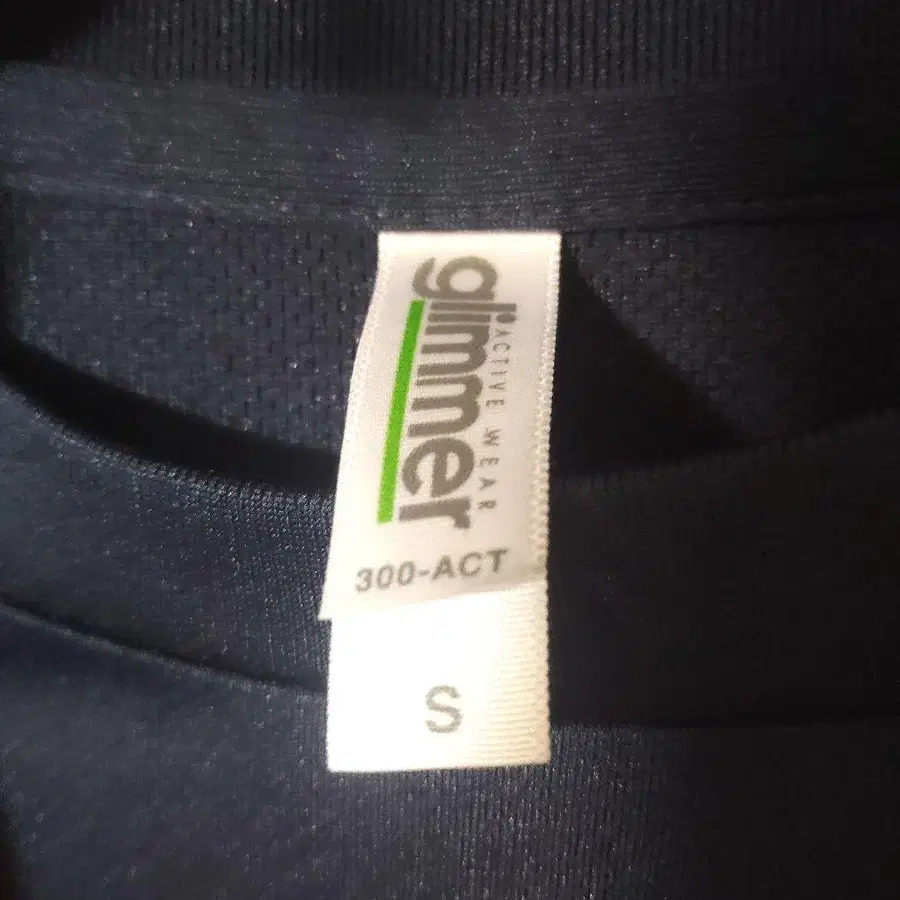 glimmer
ACTIVE WEAR
300-ACT
S